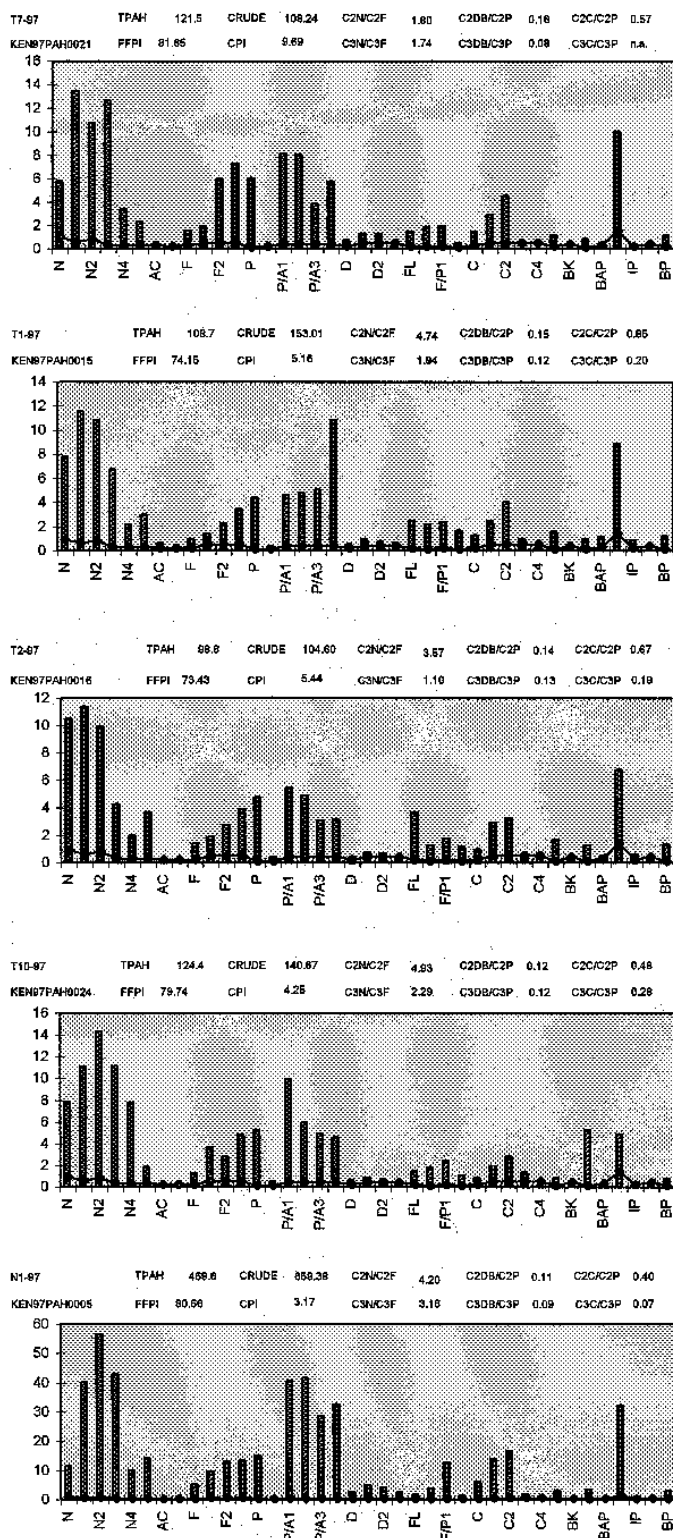 T7-97 TPAH 121.5 CRUDE 108.24 C2N/C2F 1.80 C2DB/C2P 0.16 C2C/C2P 0.57
KEN97PAH0021 FFPI 81.65 CPI 9.69 C3N/C3F 1.74 C3DB/C3P 0.08 C3C/C3P n.a.
16
14
12
10
8
6
4
2
0
N N2 N4 AC F F2 P P/A1 P/A3 D D2 FL F/P1 C C2 C4 BK BAP IP BP
T1-97 TPAH 108.7 CRUDE 153.01 C2N/C2F 4.74 C2DB/C2P 0.15 C2C/C2P 0.85
KEN97PAH0015 FFPI 74.15 CPI 5.16 C3N/C3F 1.94 C3DB/C3P 0.12 C3C/C3P 0.20
14
12
10
8
6
4
2
0
N N2 N4 AC F F2 P P/A1 P/A3 D D2 FL F/P1 C C2 C4 BK BAP IP BP
T2-97 TPAH 98.8 CRUDE 104.60 C2N/C2F 3.57 C2DB/C2P 0.14 C2C/C2P 0.67
KEN97PAH0016 FFPI 73.43 CPI 5.44 C3N/C3F 1.10 C3DB/C3P 0.13 C3C/C3P 0.19
12
10
8
6
4
2
0
N N2 N4 AC F F2 P P/A1 P/A3 D D2 FL F/P1 C C2 C4 BK BAP IP BP
T10-97 TPAH 124.4 CRUDE 140.67 C2N/C2F 4.93 C2DB/C2P 0.12 C2C/C2P 0.48
KEN97PAH0024 FFPI 79.74 CPI 4.25 C3N/C3F 2.29 C3DB/C3P 0.12 C3C/C3P 0.28
16
14
12
10
8
6
4
2
0
N N2 N4 AC F F2 P P/A1 P/A3 D D2 FL F/P1 C C2 C4 BK BAP IP BP
N1-97 TPAH 469.6 CRUDE C2N/C2F 4.20 C2DB/C2P 0.11 C2C/C2P 0.40
KEN97PAH0005 FFPI 80.66 CPI 3.17 C3N/C3F 3.16 C3DB/C3P 0.09 C3C/C3P 0.07
60
50
40
30
20
10
0
N N2 N4 AC F F2 P P/A1 P/A3 D D2 FL F/P1 C C2 C4 BK BAP IP BP